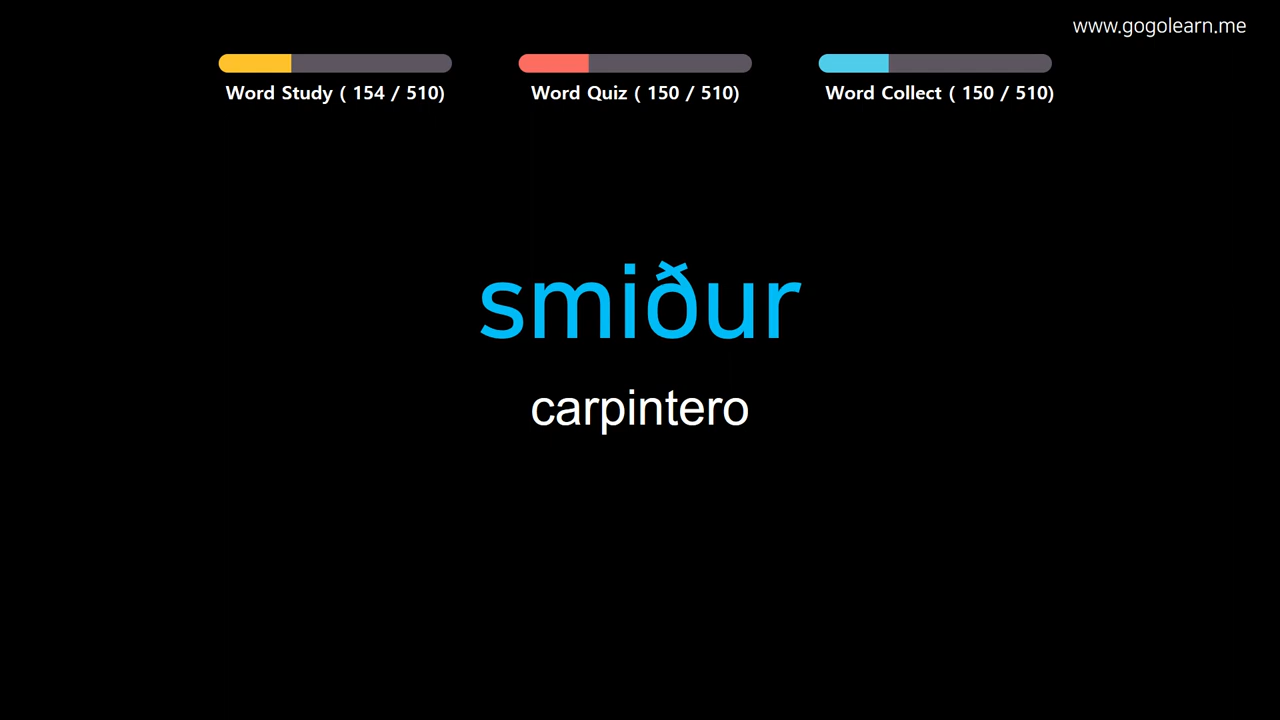 www.gogolearn.me
Word Study ( 154 / 510)
Word Quiz ( 150 / 510)
Word Collect ( 150 / 510)
smiður
carpintero